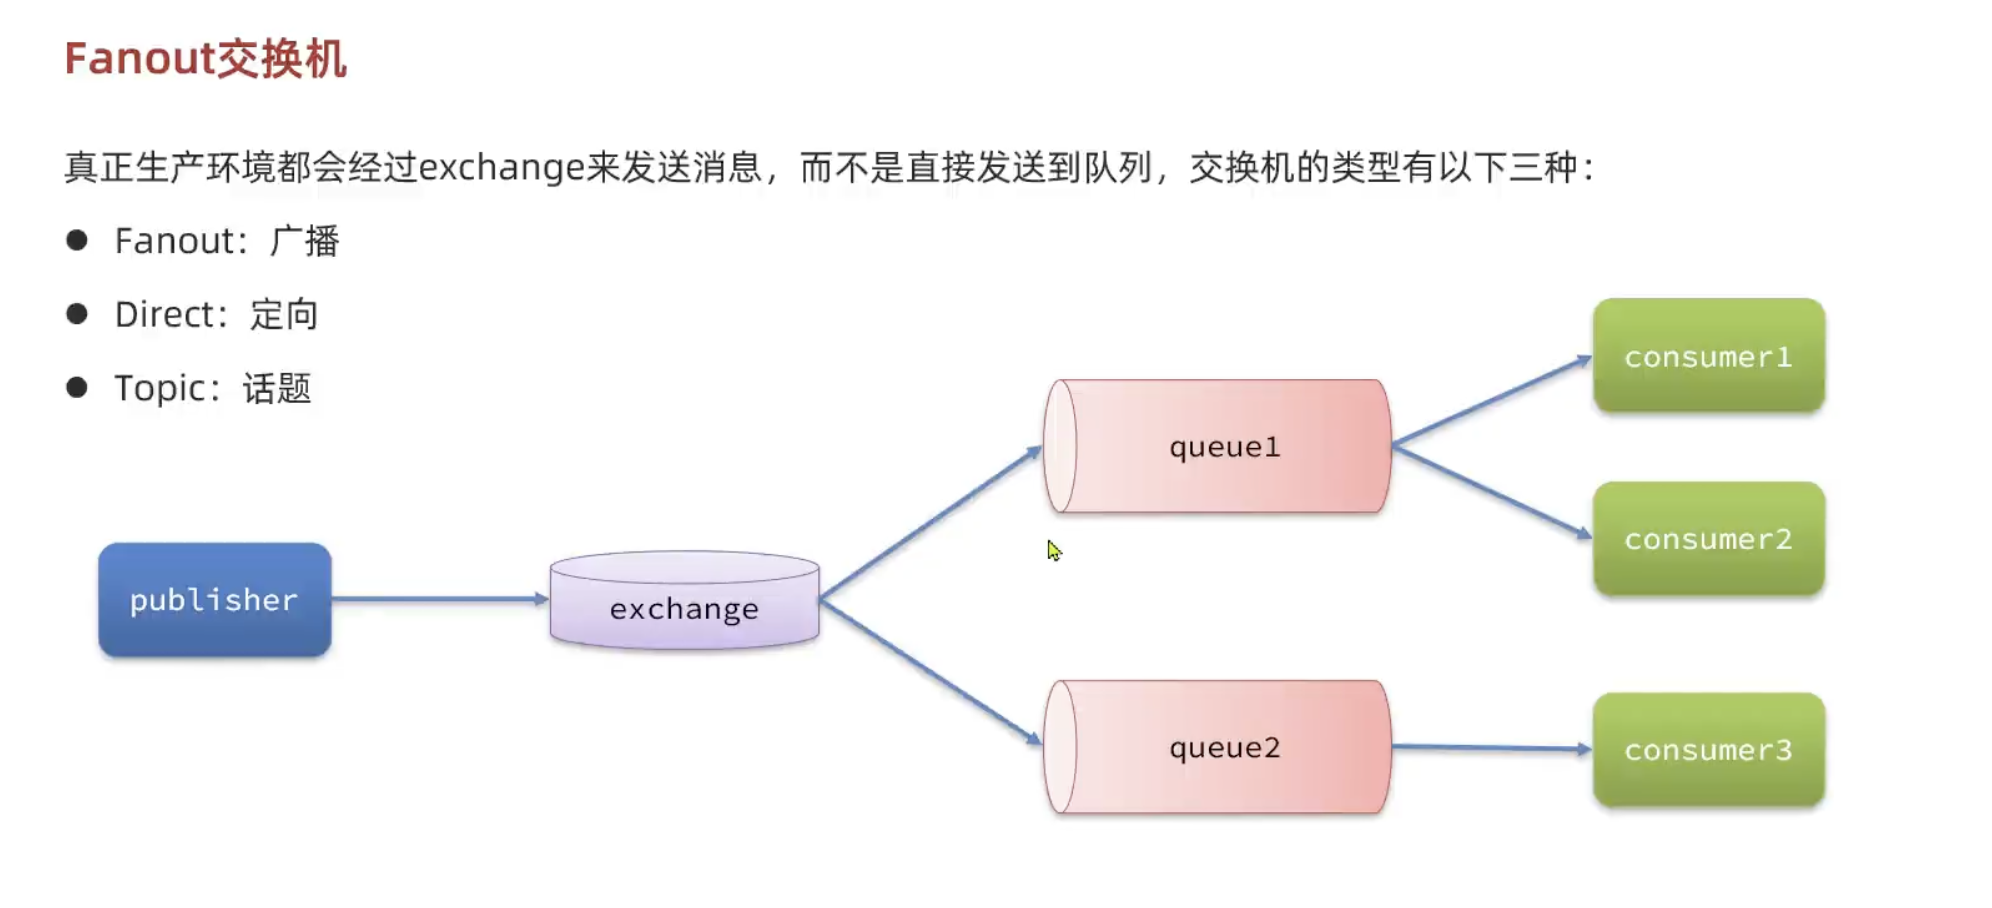 Fanout交换机
真正生产环境都会经过exchange来发送消息，而不是直接发送到队列，交换机的类型有以下三种：
● Fanout：广播
● Direct：定向
● Topic：话题
consumer1
queue1
consumer2
publisher
exchange
queue2
consumer3